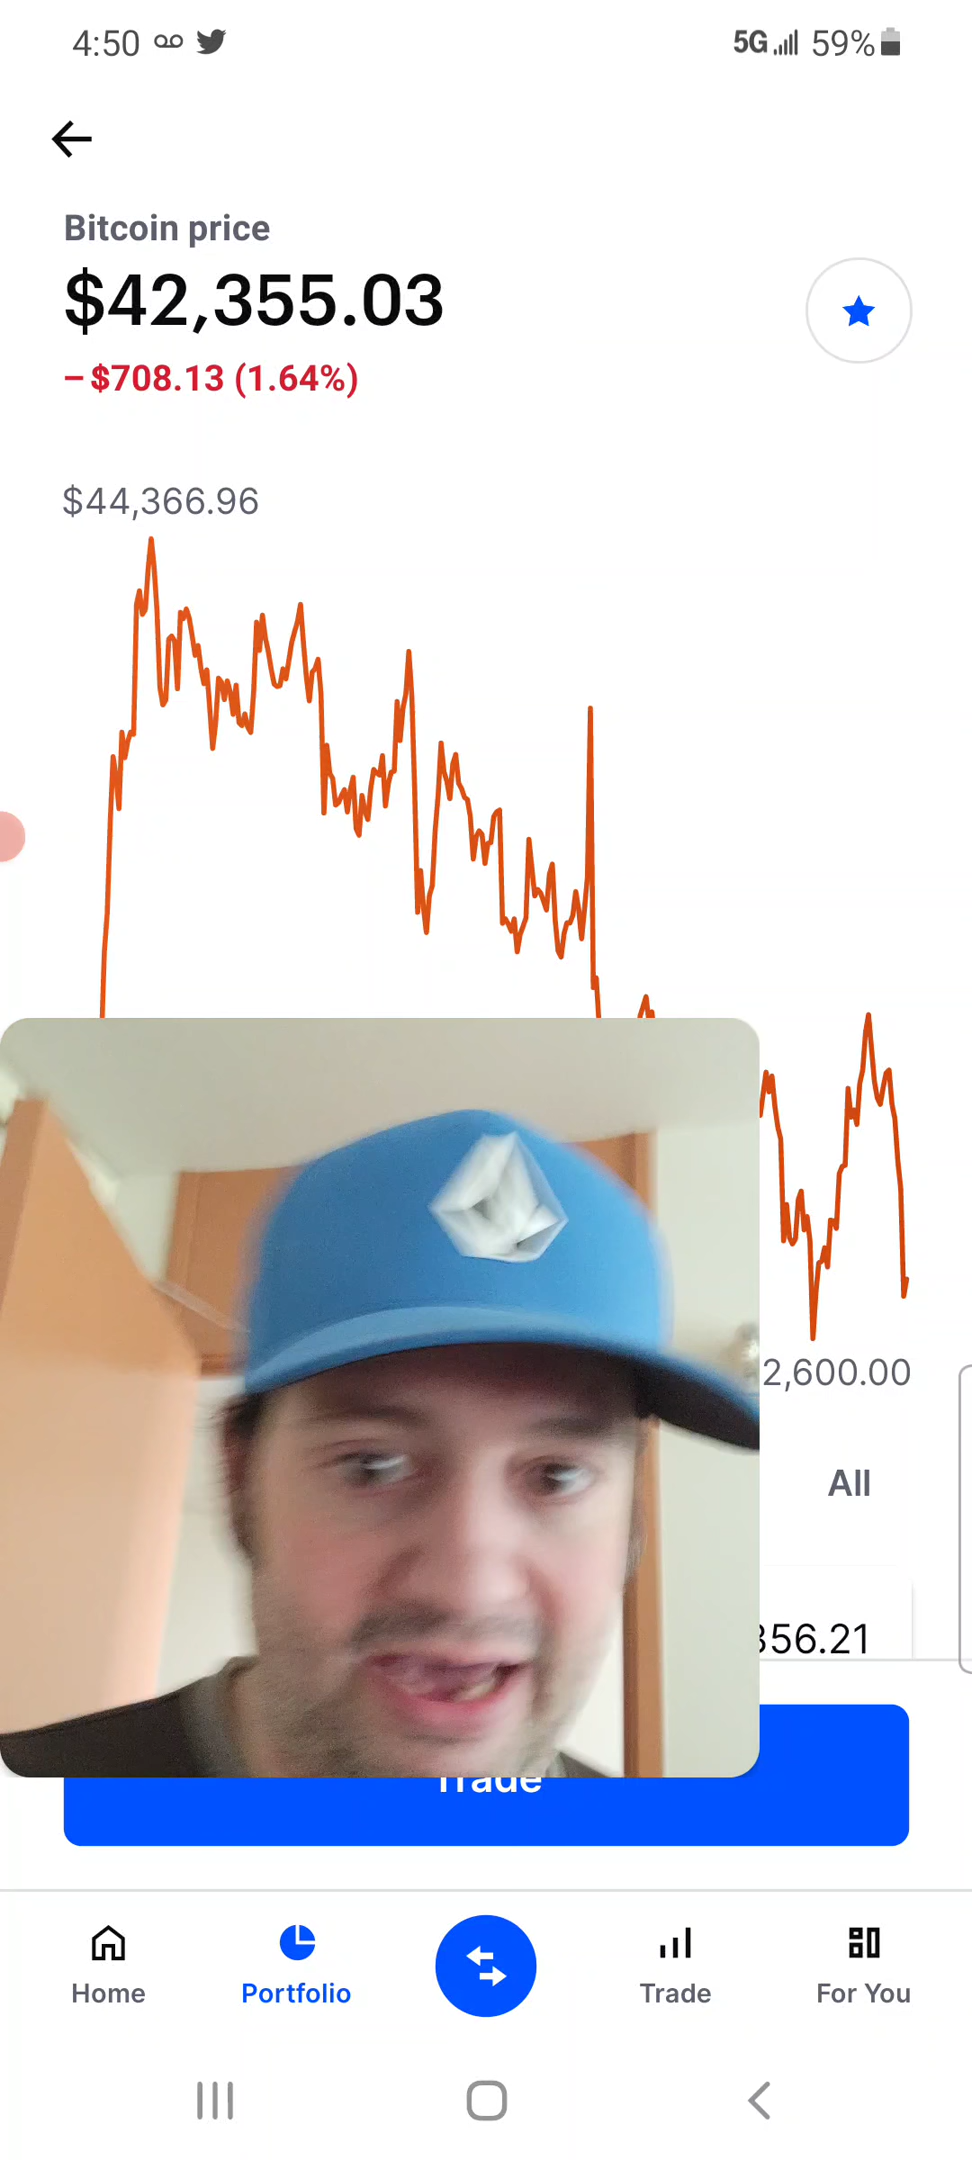 4:50
5G 59%
Bitcoin price
$42,355.03
– $708.13 (1.64%)
$44,366.96
2,600.00
All
356.21
Trade
Home
Portfolio
Trade
For You